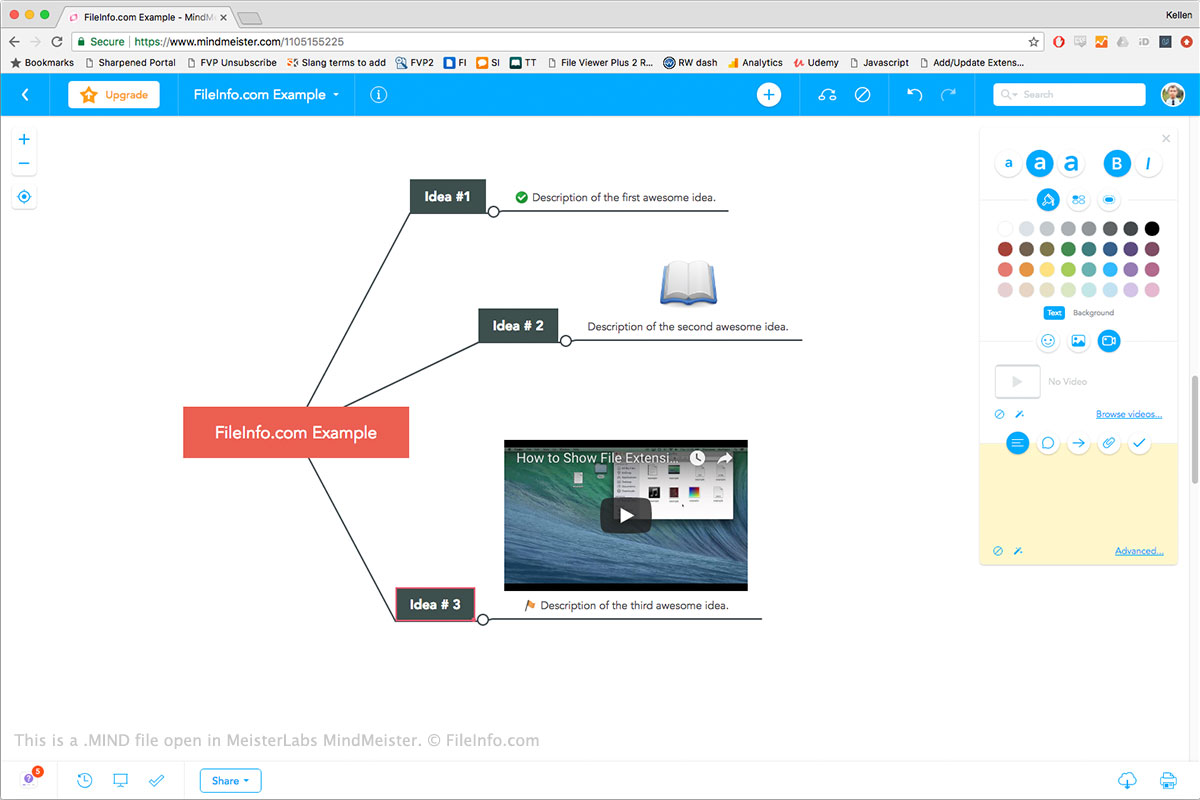 FileInfo.com Example - MindM
Kellen
Secure | https://www.mindmeister.com/1105155225
Bookmarks Sharpened Portal FVP Unsubscribe Slang terms to add FVP2 FI SI TT File Viewer Plus 2 R... RW dash Analytics Udemy Javascript Add/Update Extens...
Upgrade FileInfo.com Example Search
a a a B I
Idea #1 Description of the first awesome idea.
Idea # 2 Description of the second awesome idea.
Text Background
No Video
Browse videos...
FileInfo.com Example
How to Show File Extensi...
Advanced...
Idea # 3 Description of the third awesome idea.
This is a .MIND file open in MeisterLabs MindMeister. © FileInfo.com
5
Share